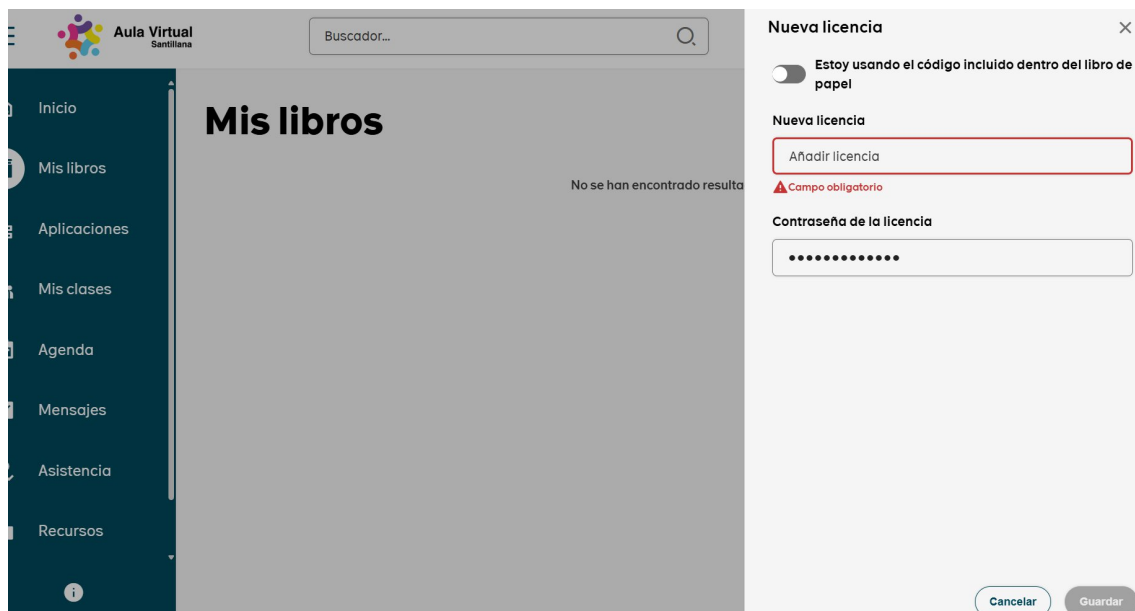 Aula Virtual
Santillana
Buscador...
Inicio
Mis libros
Aplicaciones
Mis clases
Agenda
Mensajes
Asistencia
Recursos
Mis libros
No se han encontrado resulta
Nueva licencia
Estoy usando el código incluido dentro del libro de
papel
Nueva licencia
Añadir licencia
Campo obligatorio
Contraseña de la licencia
•••••••••••••
Cancelar
Guardar